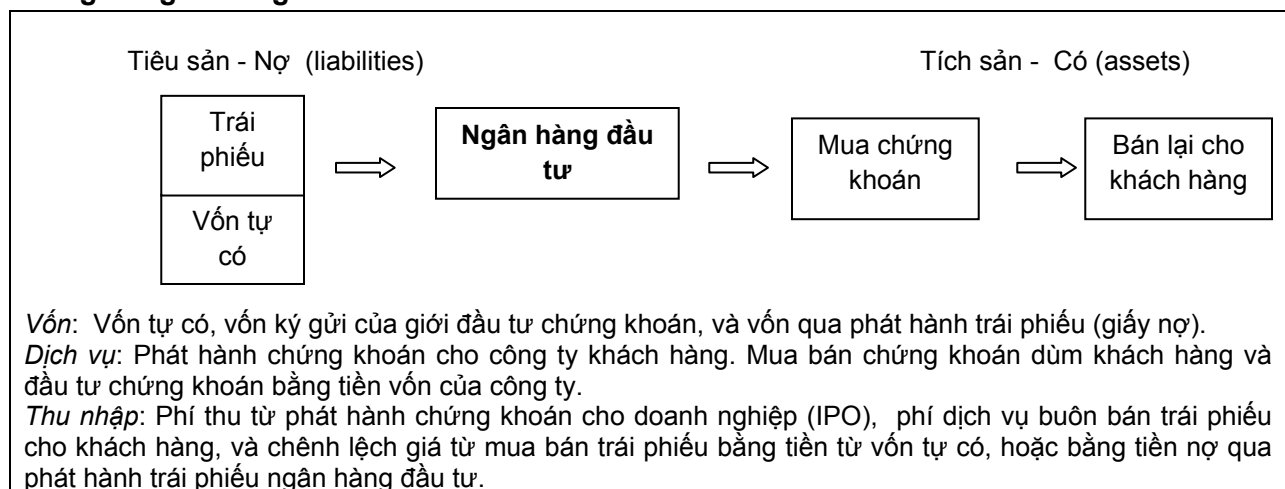 Tiêu sản - Nợ (liabilities)
Tích sản - Có (assets)
Trái
phiếu
Vốn tự
có
Ngân hàng đầu
tư
Mua chứng
khoán
Bán lại cho
khách hàng
Vốn: Vốn tự có, vốn ký gửi của giới đầu tư chứng khoán, và vốn qua phát hành trái phiếu (giấy nợ).
Dịch vụ: Phát hành chứng khoán cho công ty khách hàng. Mua bán chứng khoán dùm khách hàng và
đầu tư chứng khoán bằng tiền vốn của công ty.
Thu nhập: Phí thu từ phát hành chứng khoán cho doanh nghiệp (IPO), phí dịch vụ buôn bán trái phiếu
cho khách hàng, và chênh lệch giá từ mua bán trái phiếu bằng tiền từ vốn tự có, hoặc bằng tiền nợ qua
phát hành trái phiếu ngân hàng đầu tư.